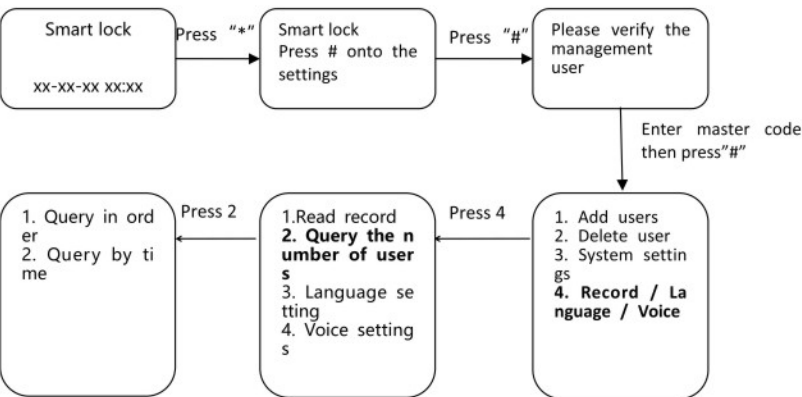 Smart lock
xx-xx-xx xx:xx
Press “*”
Smart lock
Press # onto the
settings
Press “#”
Please verify the
management
user
Enter master code
then press”#”
1. Add users
2. Delete user
3. System settin
gs
4. Record / La
nguage / Voice
Press 4
1.Read record
2. Query the n
umber of user
s
3. Language se
tting
4. Voice setting
s
Press 2
1. Query in ord
er
2. Query by ti
me